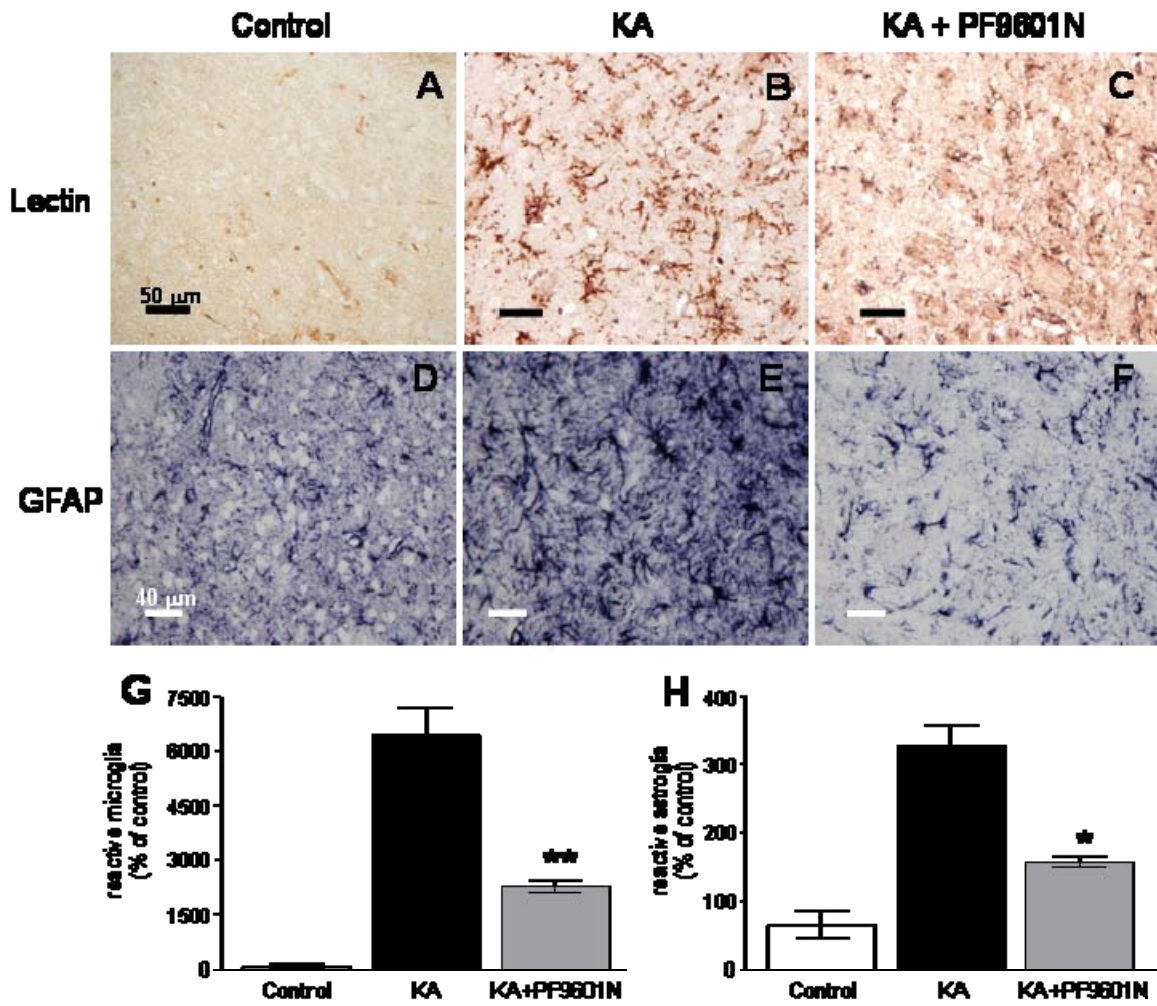 Control KA KA + PF9601N
Lectin
A
B
C
50 µm
GFAP
D
E
F
40 µm
G
reactive microglia
(% of control)
7500
6000
4500
3000
1500
0
**
Control KA KA+PF9601N
H
reactive astroglia
(% of control)
400
300
200
100
0
*
Control KA KA+PF9601N